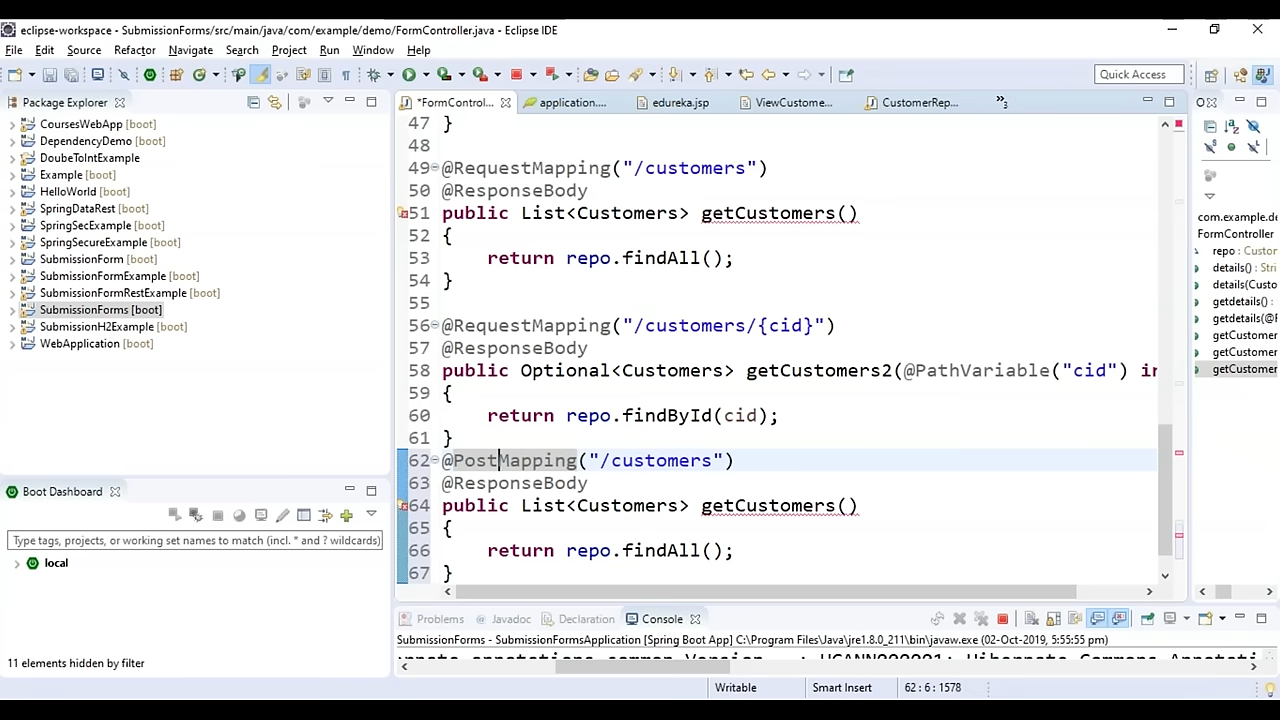 eclipse-workspace - SubmissionForms/src/main/java/com/example/demo/FormController.java - Eclipse IDE
File Edit Source Refactor Navigate Search Project Run Window Help
Quick Access
Package Explorer
CoursesWebApp [boot]
DependencyDemo [boot]
DoubeToIntExample
Example [boot]
HelloWorld [boot]
SpringDataRest [boot]
SpringSecExample [boot]
SpringSecureExample [boot]
SubmissionForm [boot]
SubmissionFormExample [boot]
SubmissionFormRestExample [boot]
SubmissionForms [boot]
SubmissionH2Example [boot]
WebApplication [boot]
Boot Dashboard
Type tags, projects, or working set names to match (incl. * and ? wildcards)
local
11 elements hidden by filter
*FormControl... application.... edureka.jsp ViewCustome... CustomerRep... »3
47 }
48
49 @RequestMapping("/customers")
50 @ResponseBody
51 public List<Customers> getCustomers()
52 {
53 return repo.findAll();
54 }
55
56 @RequestMapping("/customers/{cid}")
57 @ResponseBody
58 public Optional<Customers> getCustomers2(@PathVariable("cid") in
59 {
60 return repo.findById(cid);
61 }
62 @PostMapping("/customers")
63 @ResponseBody
64 public List<Customers> getCustomers()
65 {
66 return repo.findAll();
67 }
com.example.de
FormController
repo : Custor
details() : Stri
details(Custo
getdetails() :
getdetails(@F
getCustomer
getCustomer
getCustomer
Problems Javadoc Declaration Console
SubmissionForms - SubmissionFormsApplication [Spring Boot App] C:\Program Files\Java\jre1.8.0_211\bin\javaw.exe (02-Oct-2019, 5:55:55 pm)
Writable Smart Insert 62 : 6 : 1578